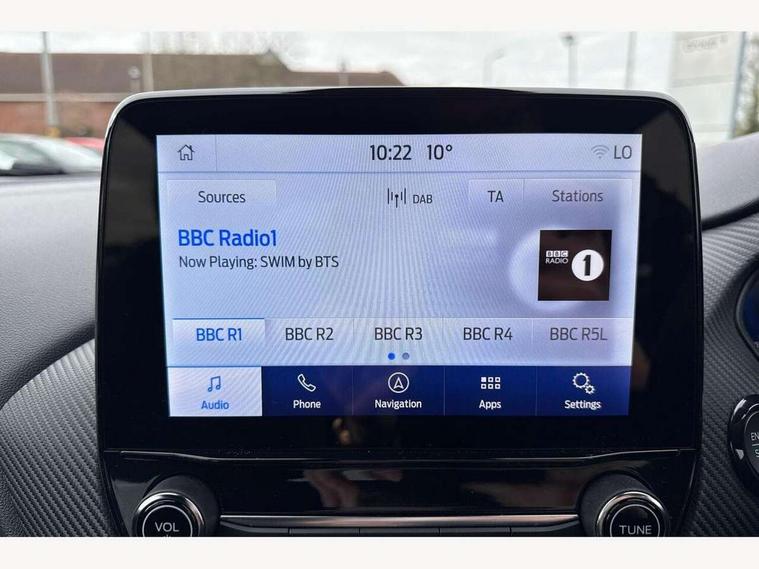 10:22 10° LO
Sources DAB TA Stations
BBC Radio1
Now Playing: SWIM by BTS
BBC
RADIO 1
BBC R1 BBC R2 BBC R3 BBC R4 BBC R5L
Audio Phone Navigation Apps Settings
VOL TUNE